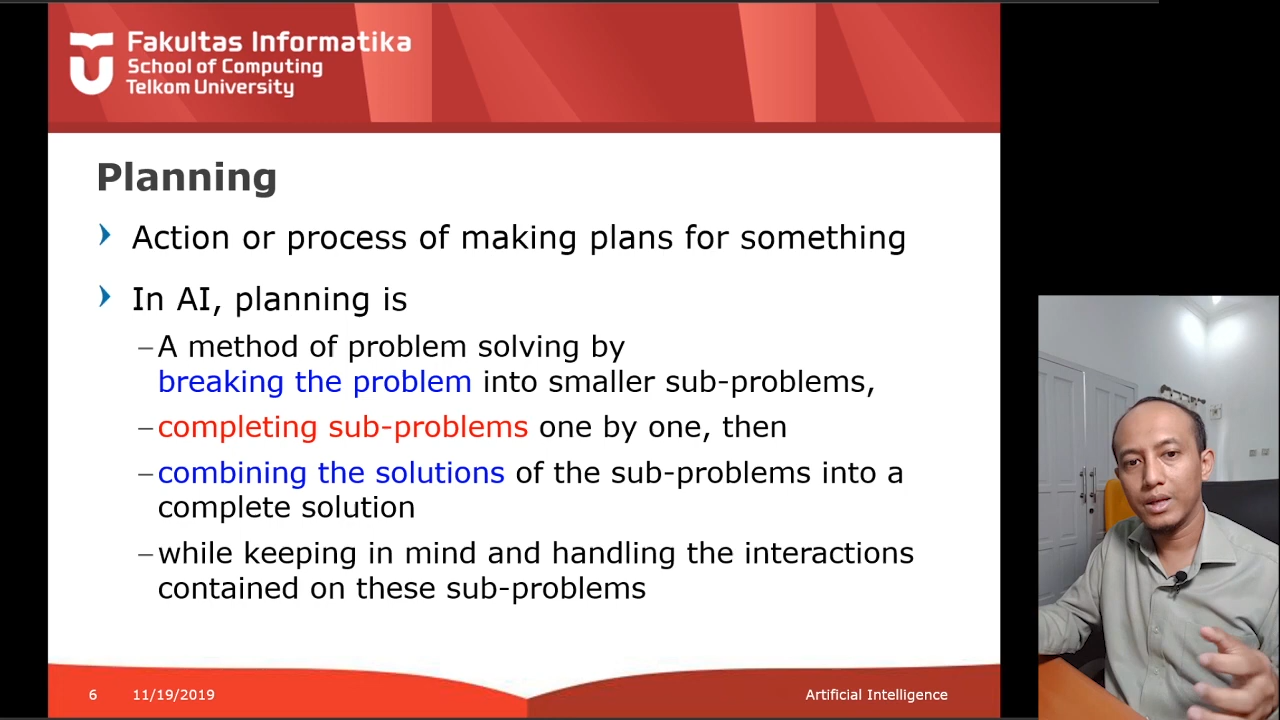 Fakultas Informatika
School of Computing
Telkom University
Planning
Action or process of making plans for something
In AI, planning is
–A method of problem solving by
breaking the problem into smaller sub-problems,
–completing sub-problems one by one, then
–combining the solutions of the sub-problems into a
complete solution
–while keeping in mind and handling the interactions
contained on these sub-problems
6 11/19/2019 Artificial Intelligence